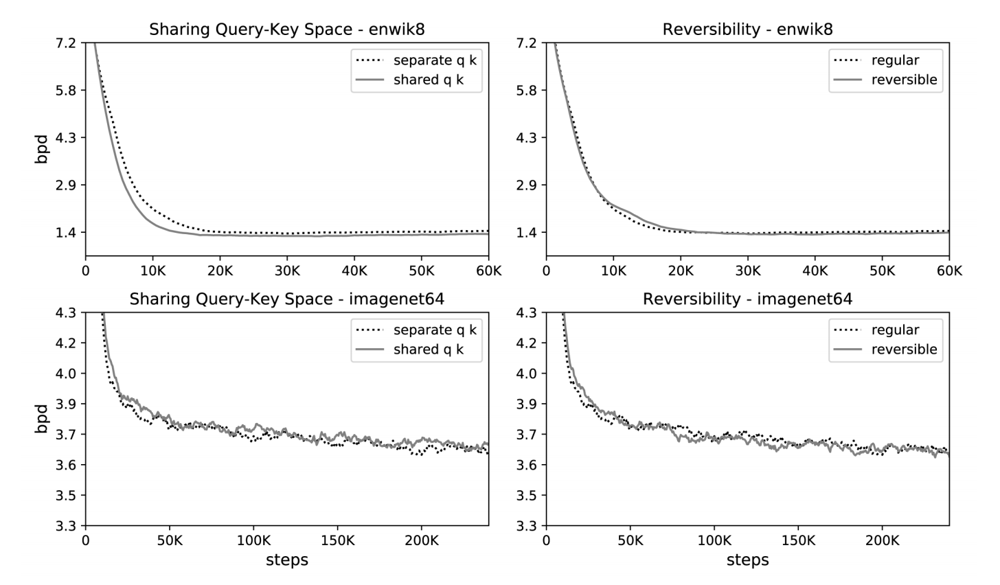 Sharing Query-Key Space - enwik8
7.2
5.8
4.3
2.9
1.4
bpd
separate q k
shared q k
0 10K 20K 30K 40K 50K 60K
Reversibility - enwik8
7.2
5.8
4.3
2.9
1.4
regular
reversible
0 10K 20K 30K 40K 50K 60K
Sharing Query-Key Space - imagenet64
4.3
4.2
4.0
3.9
3.7
3.6
3.5
3.3
bpd
separate q k
shared q k
0 50K 100K 150K 200K
steps
Reversibility - imagenet64
4.3
4.2
4.0
3.9
3.7
3.6
3.5
3.3
regular
reversible
0 50K 100K 150K 200K
steps